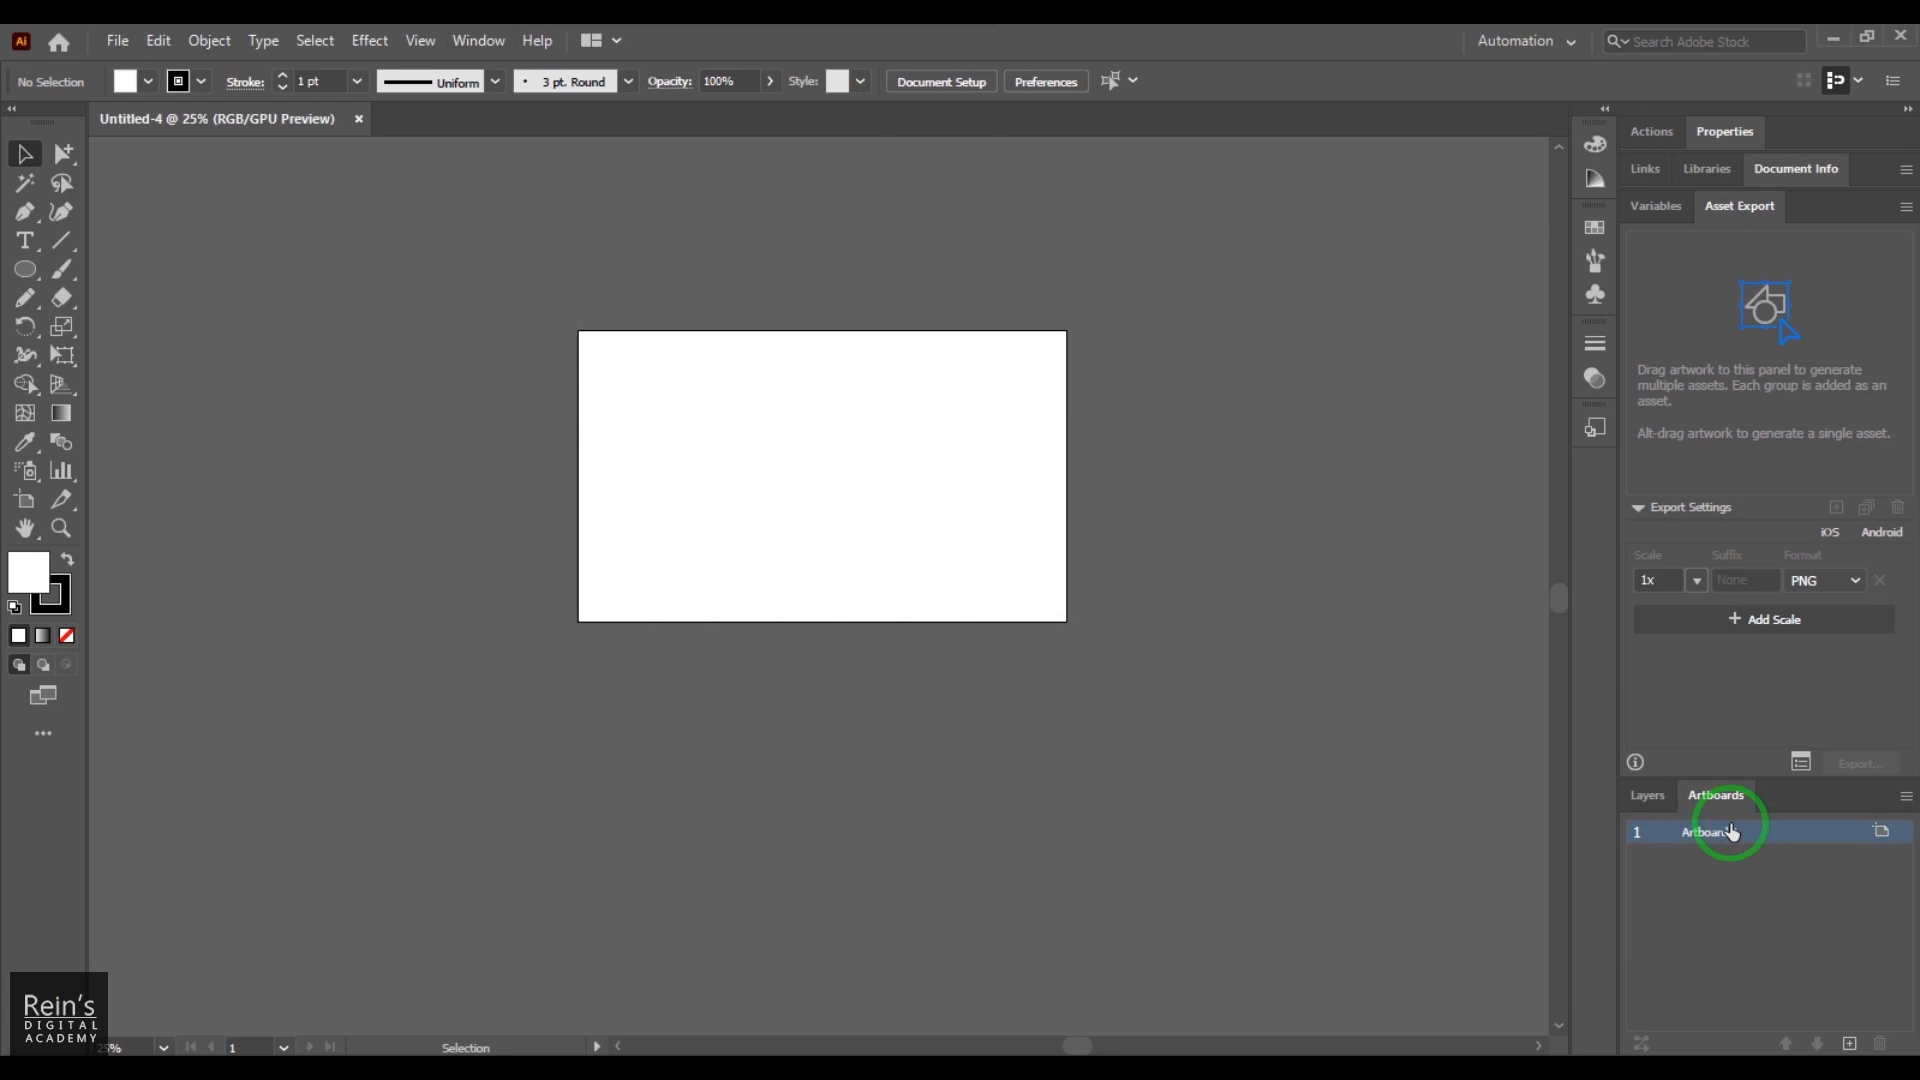 Ai File Edit Object Type Select Effect View Window Help Automation Search Adobe Stock
No Selection Stroke: 1 pt Uniform 3 pt. Round Opacity: 100% Style: Document Setup Preferences
Untitled-4 @ 25% (RGB/GPU Preview)
Actions Properties
Links Libraries Document Info
Variables Asset Export
Drag artwork to this panel to generate
multiple assets. Each group is added as an
asset.
Alt-drag artwork to generate a single asset.
Export Settings
iOS Android
Scale Suffix Format
1x None PNG
+ Add Scale
Export...
Layers Artboards
1
Rein's
DIGITAL
ACADEMY
1 Selection